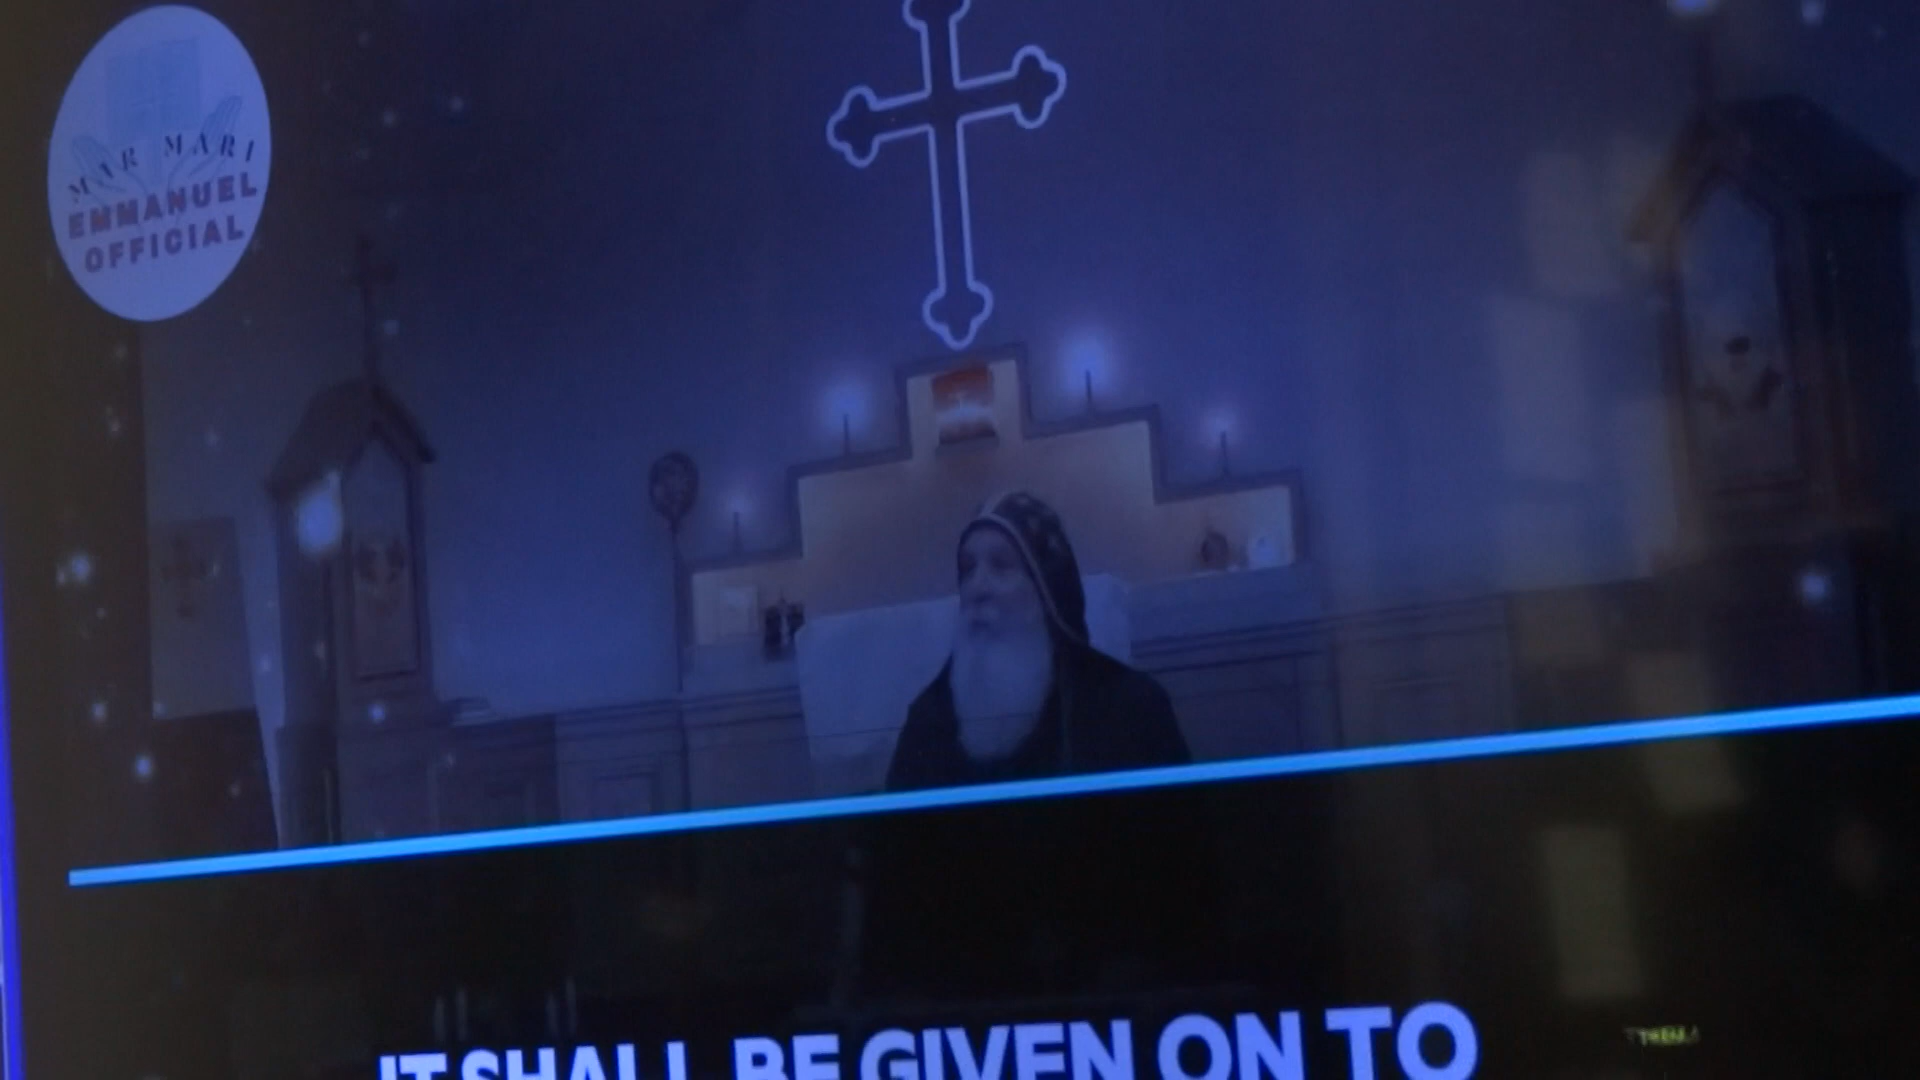 MAR MARI
EMMANUEL
OFFICIAL
IT SHALL BE GIVEN ON TO